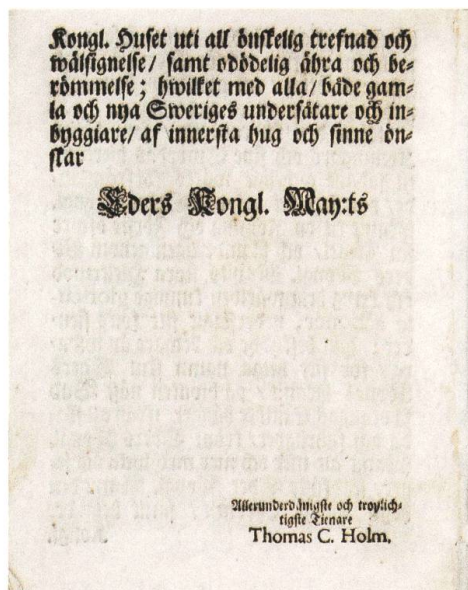 Kongl. Huset uti all önskelig trefnad och
wälsignelse/ samt odödelig ähra och be-
römmelse; hwilket med alla/ både gam-
la och nya Sweriges undersåtare och in-
byggiare/ af innersta hug och sinne ön-
skar
Eders Kongl. May:ts
Allerunderdånigste och troplich-
tigste Tienare
Thomas C. Holm.